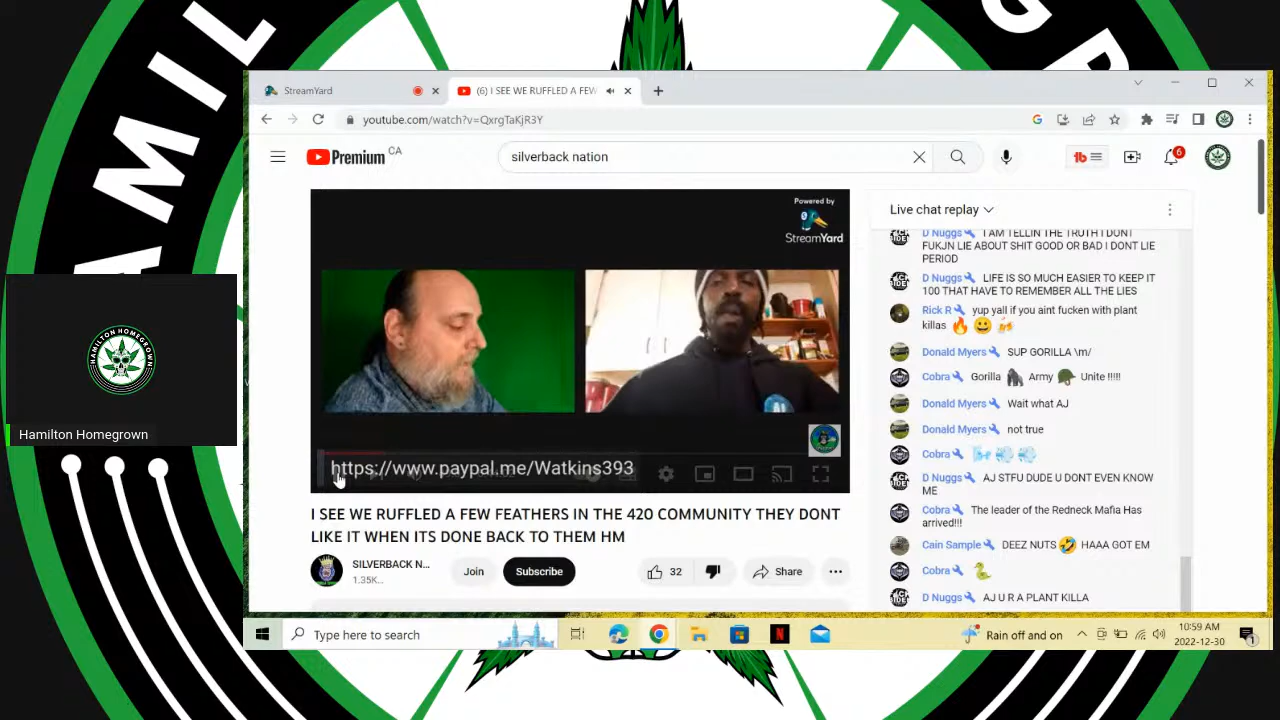 HAMIL
GR
StreamYard
(6) I SEE WE RUFFLED A FEW
youtube.com/watch?v=QxrgTaKjR3Y
Premium CA
silverback nation
6
Powered by
StreamYard
https://www.paypal.me/Watkins393
I SEE WE RUFFLED A FEW FEATHERS IN THE 420 COMMUNITY THEY DONT
LIKE IT WHEN ITS DONE BACK TO THEM HM
SILVERBACK N...
1.35K...
Join
Subscribe
32
Share
Live chat replay
D Nuggs I AM TELLIN THE TRUTH I DONT
FUKJN LIE ABOUT SHIT GOOD OR BAD I DONT LIE
PERIOD
D Nuggs LIFE IS SO MUCH EASIER TO KEEP IT
100 THAT HAVE TO REMEMBER ALL THE LIES
Rick R yup yall if you aint fucken with plant
killas 🔥 😀 🍻
Donald Myers SUP GORILLA \m/
Cobra Gorilla 🦍 Army 🪖 Unite !!!!!
Donald Myers Wait what AJ
Donald Myers not true
Cobra 🌬️ 💨 💨
D Nuggs AJ STFU DUDE U DONT EVEN KNOW
ME
Cobra The leader of the Redneck Mafia Has
arrived!!!
Cain Sample DEEZ NUTS 🤣 HAAA GOT EM
Cobra 🐍
D Nuggs AJ U R A PLANT KILLA
HAMILTON HOMEGROWN
Hamilton Homegrown
Type here to search
Rain off and on
10:59 AM
2022-12-30